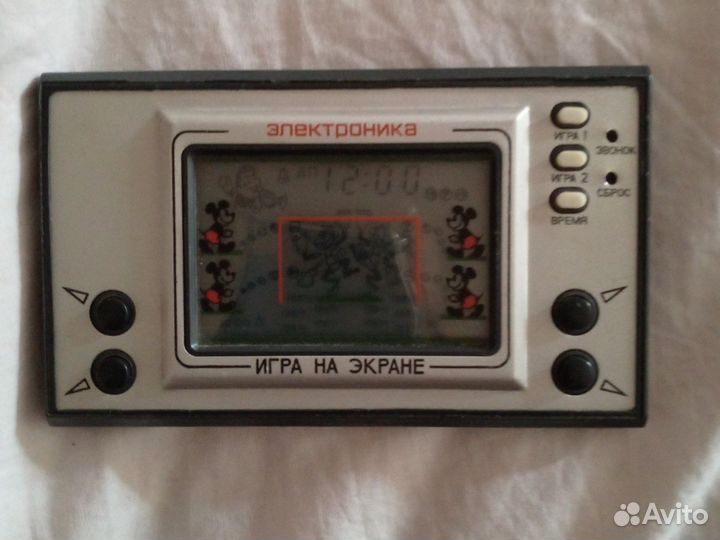 электроника
12:00
ИГРА 1
ЗВОНОК
ИГРА 2
СБРОС
ВРЕМЯ
ИГРА НА ЭКРАНЕ
Avito